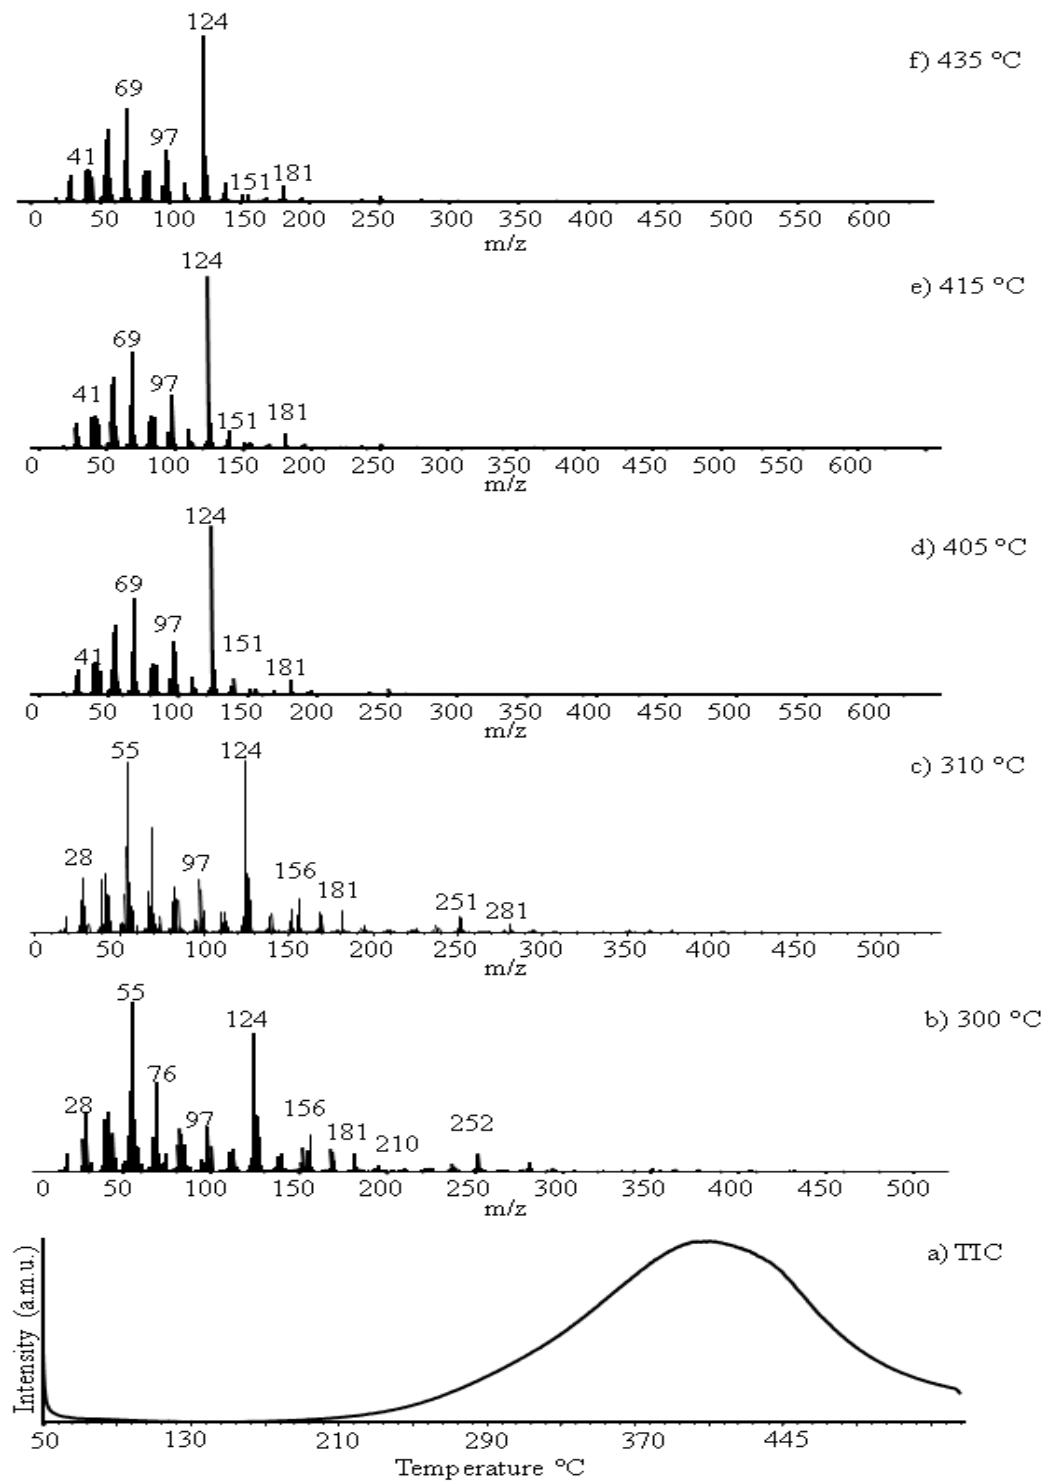 124
f) 435 °C
69
97
41
151 181
0 50 100 150 200 250 300 350 400 450 500 550 600
m/z
124
e) 415 °C
69
97
41
151 181
0 50 100 150 200 250 300 350 400 450 500 550 600
m/z
124
d) 405 °C
69
97
151
41
181
0 50 100 150 200 250 300 350 400 450 500 550 600
m/z
55 124
c) 310 °C
28 97 156
181
251 281
0 50 100 150 200 250 300 350 400 450 500
m/z
55
b) 300 °C
124
76
28 97 156 252
181 210
0 50 100 150 200 250 300 350 400 450 500
m/z
a) TIC
Intensity (a.m.u.)
50 130 210 290 370 445
Temperature °C